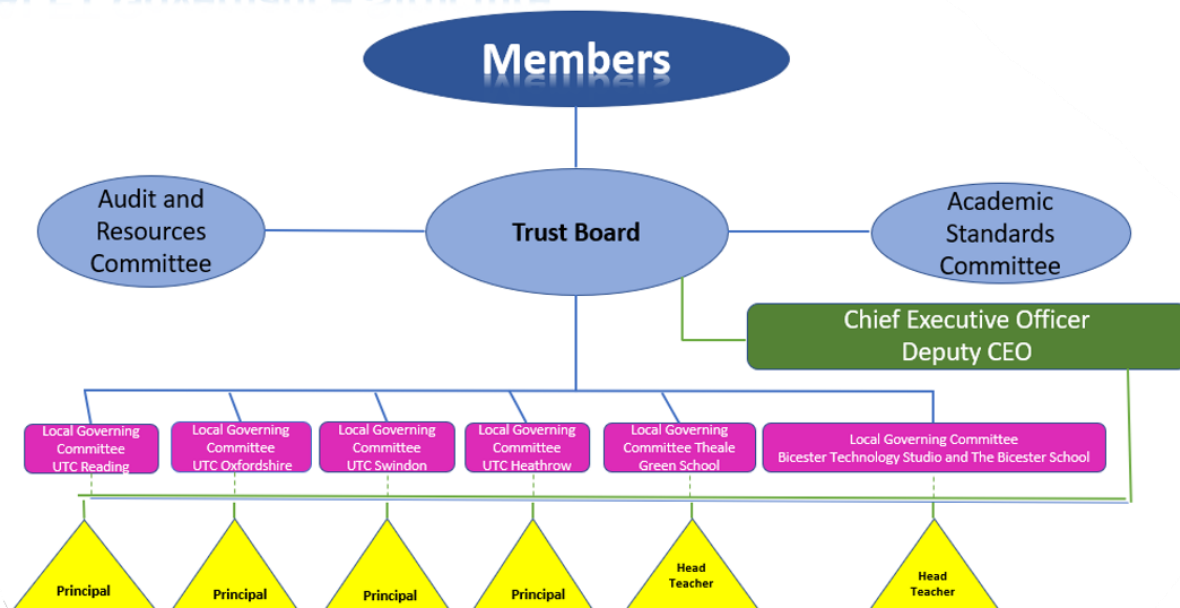 Members
Audit and
Resources
Committee
Trust Board
Academic
Standards
Committee
Chief Executive Officer
Deputy CEO
Local Governing
Committee
UTC Reading
Local Governing
Committee
UTC Oxfordshire
Local Governing
Committee
UTC Swindon
Local Governing
Committee
UTC Heathrow
Local Governing
Committee Theale
Green School
Local Governing Committee
Bicester Technology Studio and The Bicester School
Principal
Principal
Principal
Principal
Head
Teacher
Head
Teacher